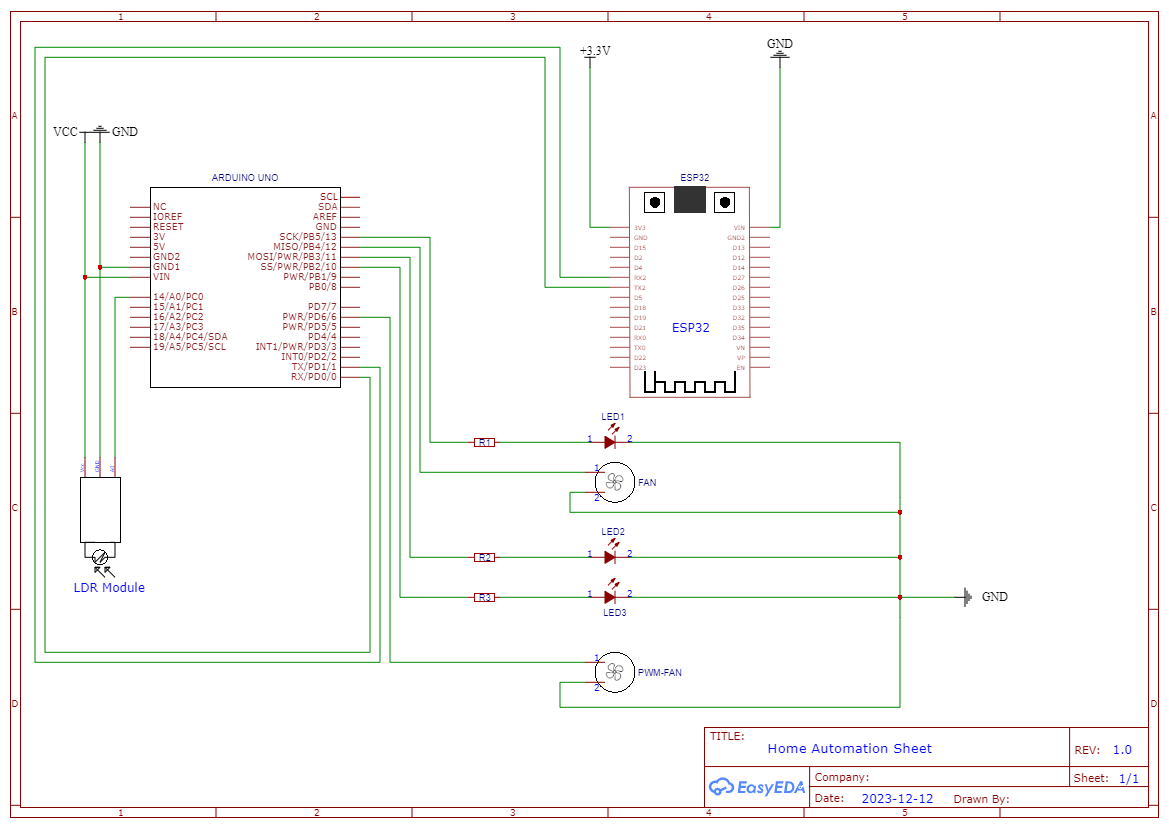 1 2 3 4 5
A
B
C
D
A
B
C
D
+3.3V
GND
VCC
GND
ARDUINO UNO
NC
IOREF
RESET
3V
5V
GND2
GND1
VIN
14/A0/PC0
15/A1/PC1
16/A2/PC2
17/A3/PC3
18/A4/PC4/SDA
19/A5/PC5/SCL
SCL
SDA
AREF
GND
SCK/PB5/13
MISO/PB4/12
MOSI/PWR/PB3/11
SS/PWR/PB2/10
PWR/PB1/9
PB0/8
PD7/7
PWR/PD6/6
PWR/PD5/5
PD4/4
INT1/PWR/PD3/3
INT0/PD2/2
TX/PD1/1
RX/PD0/0
ESP32
3V3
GND
D15
D2
D4
RX2
TX2
D5
D18
D19
D21
RX0
TX0
D22
D23
VIN
GND2
D13
D12
D14
D27
D26
D25
D33
D32
D35
D34
VN
VP
EN
ESP32
Vcc
GND
A0
LDR Module
LED1
R1
1 2
1
FAN
2
LED2
R2
1 2
R3
1 2
LED3
GND
1
PWM-FAN
2
TITLE:
Home Automation Sheet
REV: 1.0
EasyEDA
Company:
Sheet: 1/1
Date: 2023-12-12 Drawn By:
1 2 3 4 5